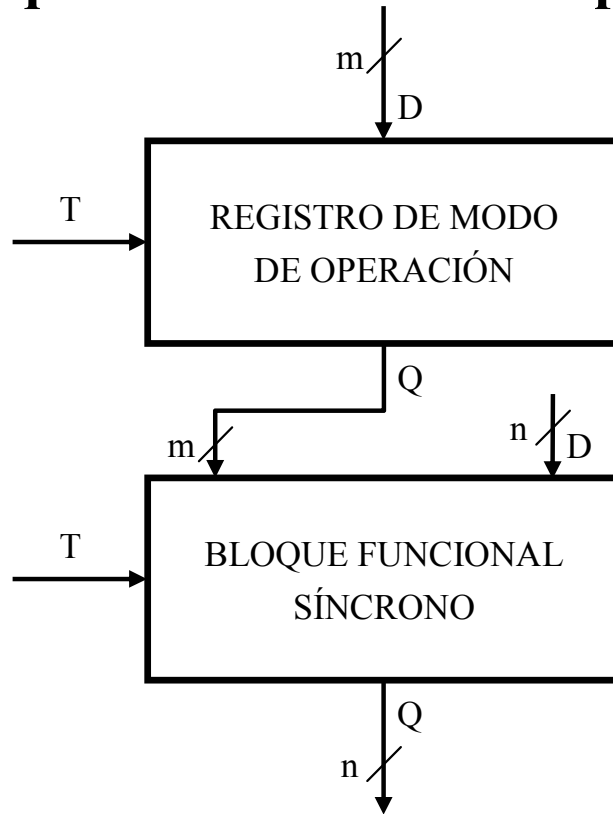 m
D
T
REGISTRO DE MODO
DE OPERACIÓN
Q
m
n
D
T
BLOQUE FUNCIONAL
SÍNCRONO
Q
n